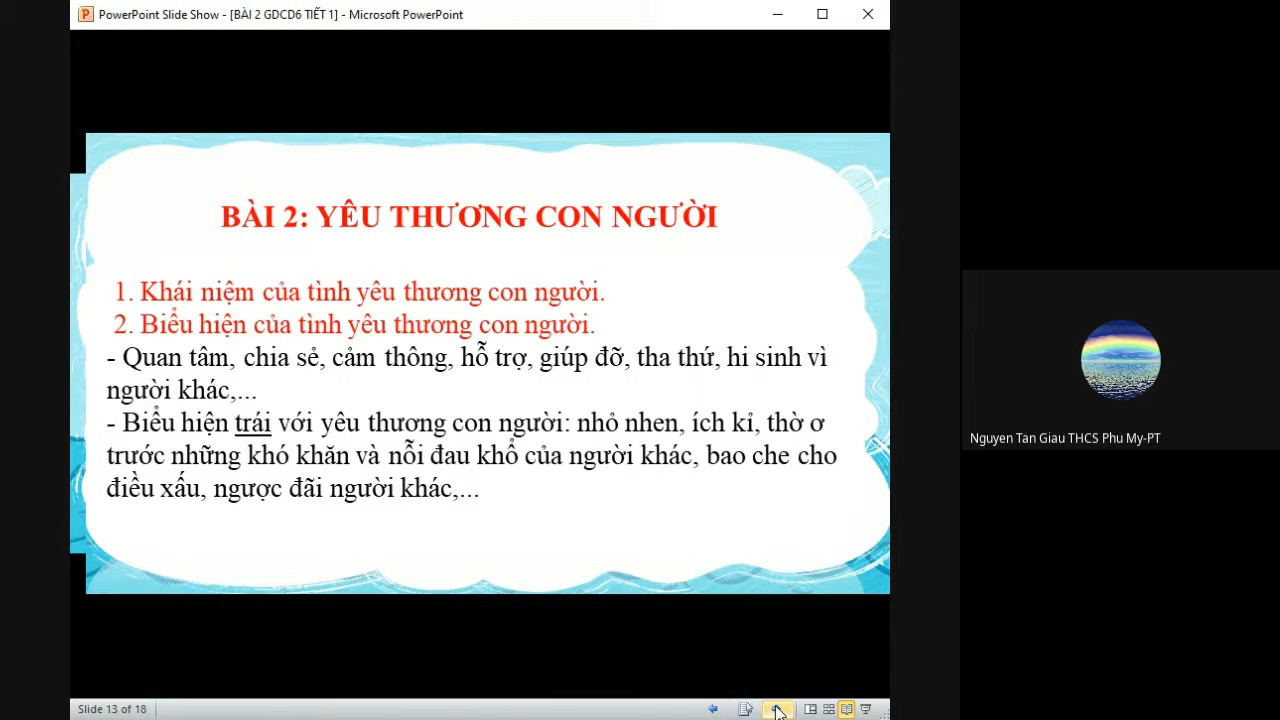 PowerPoint Slide Show - [BÀI 2 GDCD6 TIẾT 1] - Microsoft PowerPoint
BÀI 2: YÊU THƯƠNG CON NGƯỜI
1. Khái niệm của tình yêu thương con người.
2. Biểu hiện của tình yêu thương con người.
- Quan tâm, chia sẻ, cảm thông, hỗ trợ, giúp đỡ, tha thứ, hi sinh vì
người khác,...
- Biểu hiện trái với yêu thương con người: nhỏ nhen, ích kỉ, thờ ơ
trước những khó khăn và nỗi đau khổ của người khác, bao che cho
điều xấu, ngược đãi người khác,...
Nguyen Tan Giau THCS Phu My-PT
Slide 13 of 18